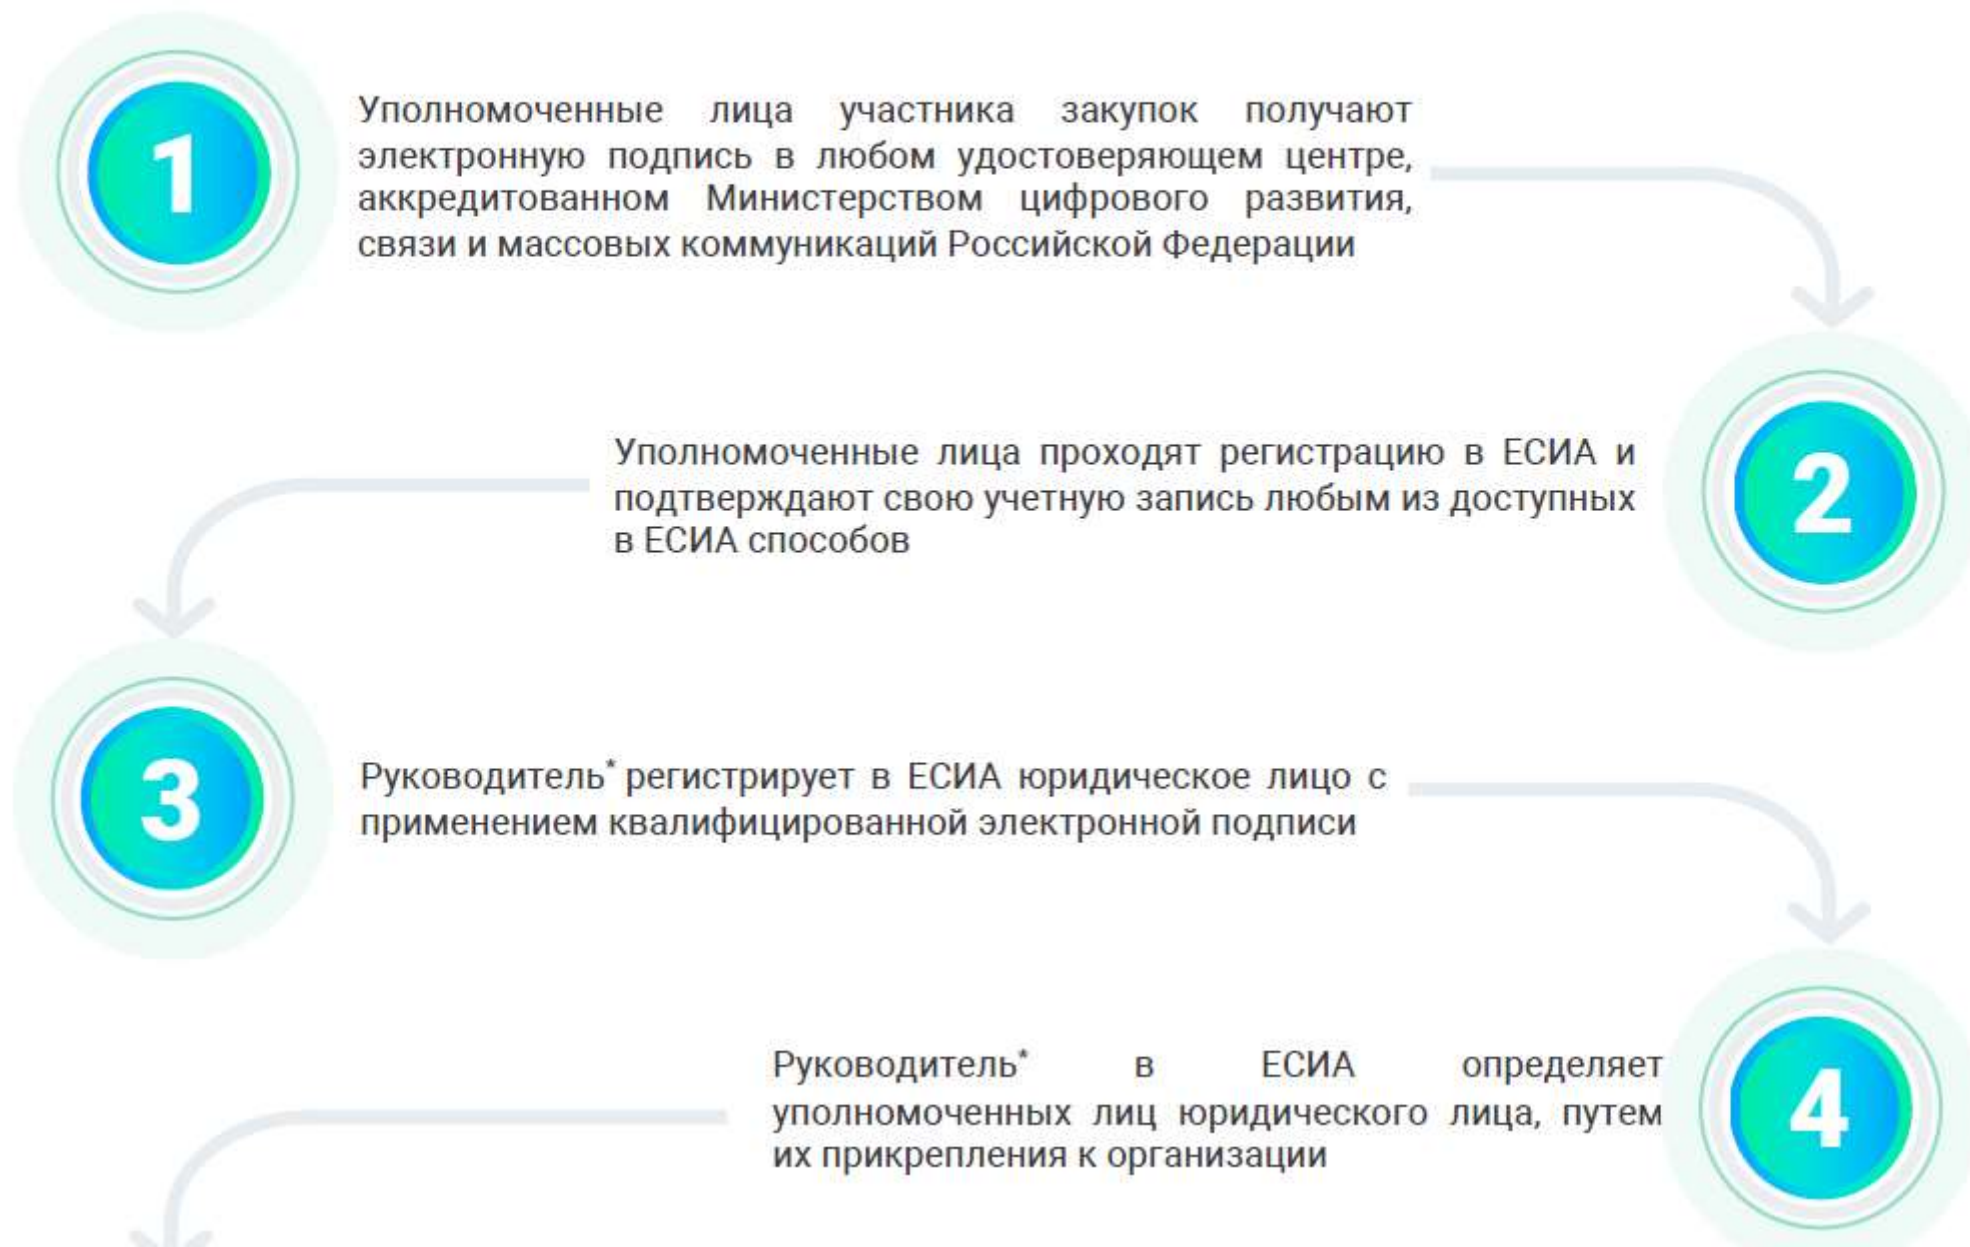 1
Уполномоченные лица участника закупок получают
электронную подпись в любом удостоверяющем центре,
аккредитованном Министерством цифрового развития,
связи и массовых коммуникаций Российской Федерации
Уполномоченные лица проходят регистрацию в ЕСИА и
подтверждают свою учетную запись любым из доступных
в ЕСИА способов
2
3
Руководитель* регистрирует в ЕСИА юридическое лицо с
применением квалифицированной электронной подписи
Руководитель* в ЕСИА определяет
уполномоченных лиц юридического лица, путем
их прикрепления к организации
4